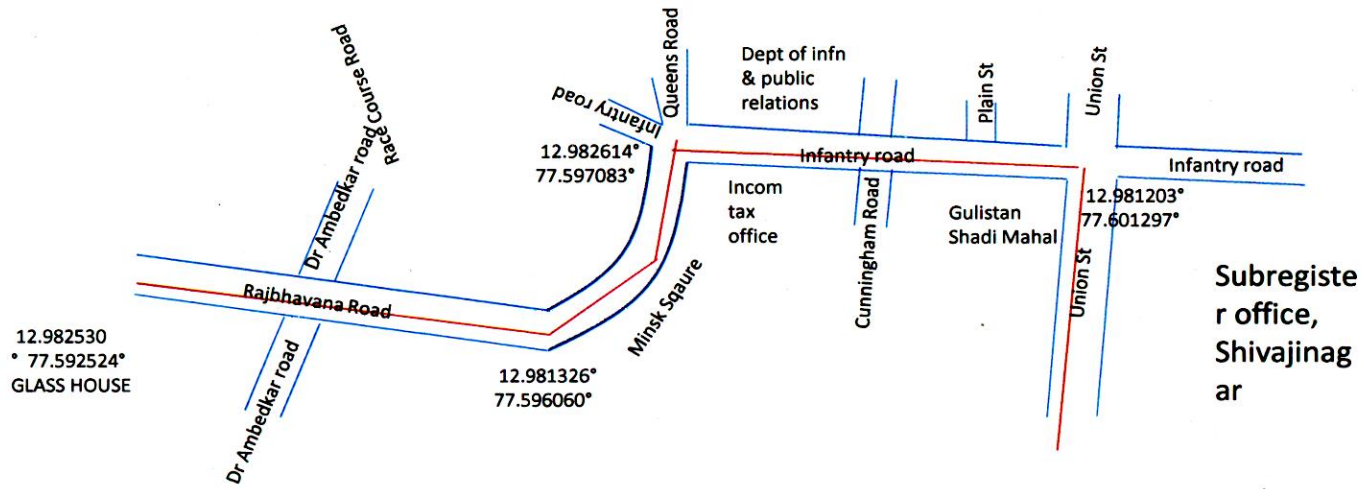 Race Course Road
Queens Road
Dept of infn
& public
relations
Plain St
Union St
Infantry road
12.982614°
77.597083°
Infantry road
Infantry road
Dr Ambedkar road
Incom
tax
office
Cunningham Road
Gulistan
Shadi Mahal
12.981203°
77.601297°
Rajbhavana Road
Minsk Sqaure
Union St
Subregiste
r office,
Shivajinag
ar
12.982530
° 77.592524°
GLASS HOUSE
12.981326°
77.596060°
Dr Ambedkar road